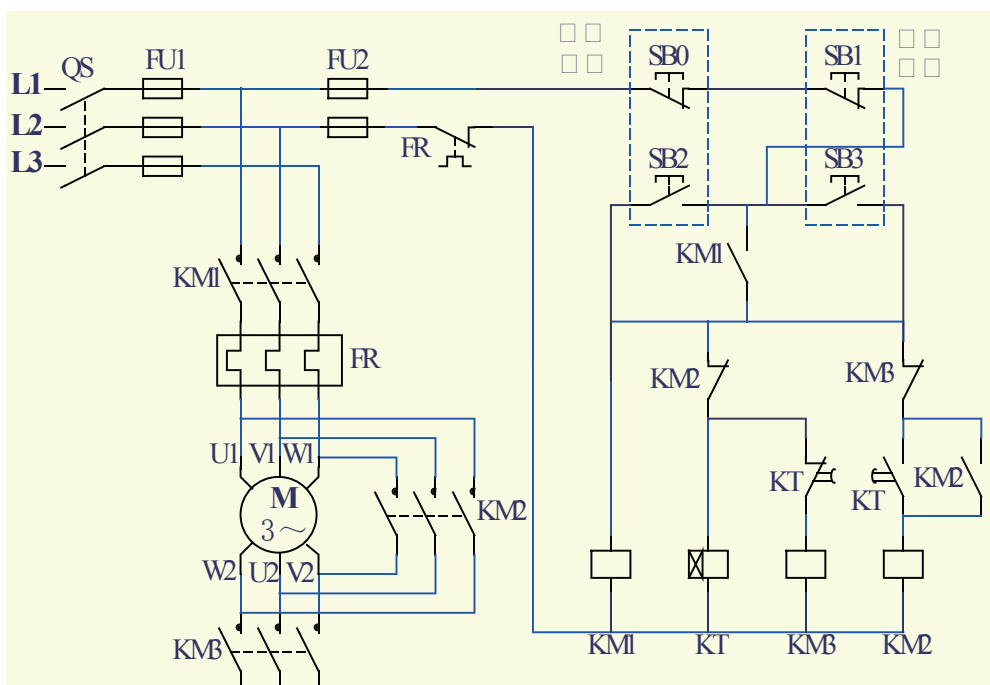 QS FU1 FU2 SB0 SB1
L1
L2
L3
FR
SB2 SB3
KM1 KM1
FR
KM2 KM3
U1 V1 W1
M
3～
KM2
KT KT KM2
W2 U2 V2
KM3
KM1 KT KM3 KM2